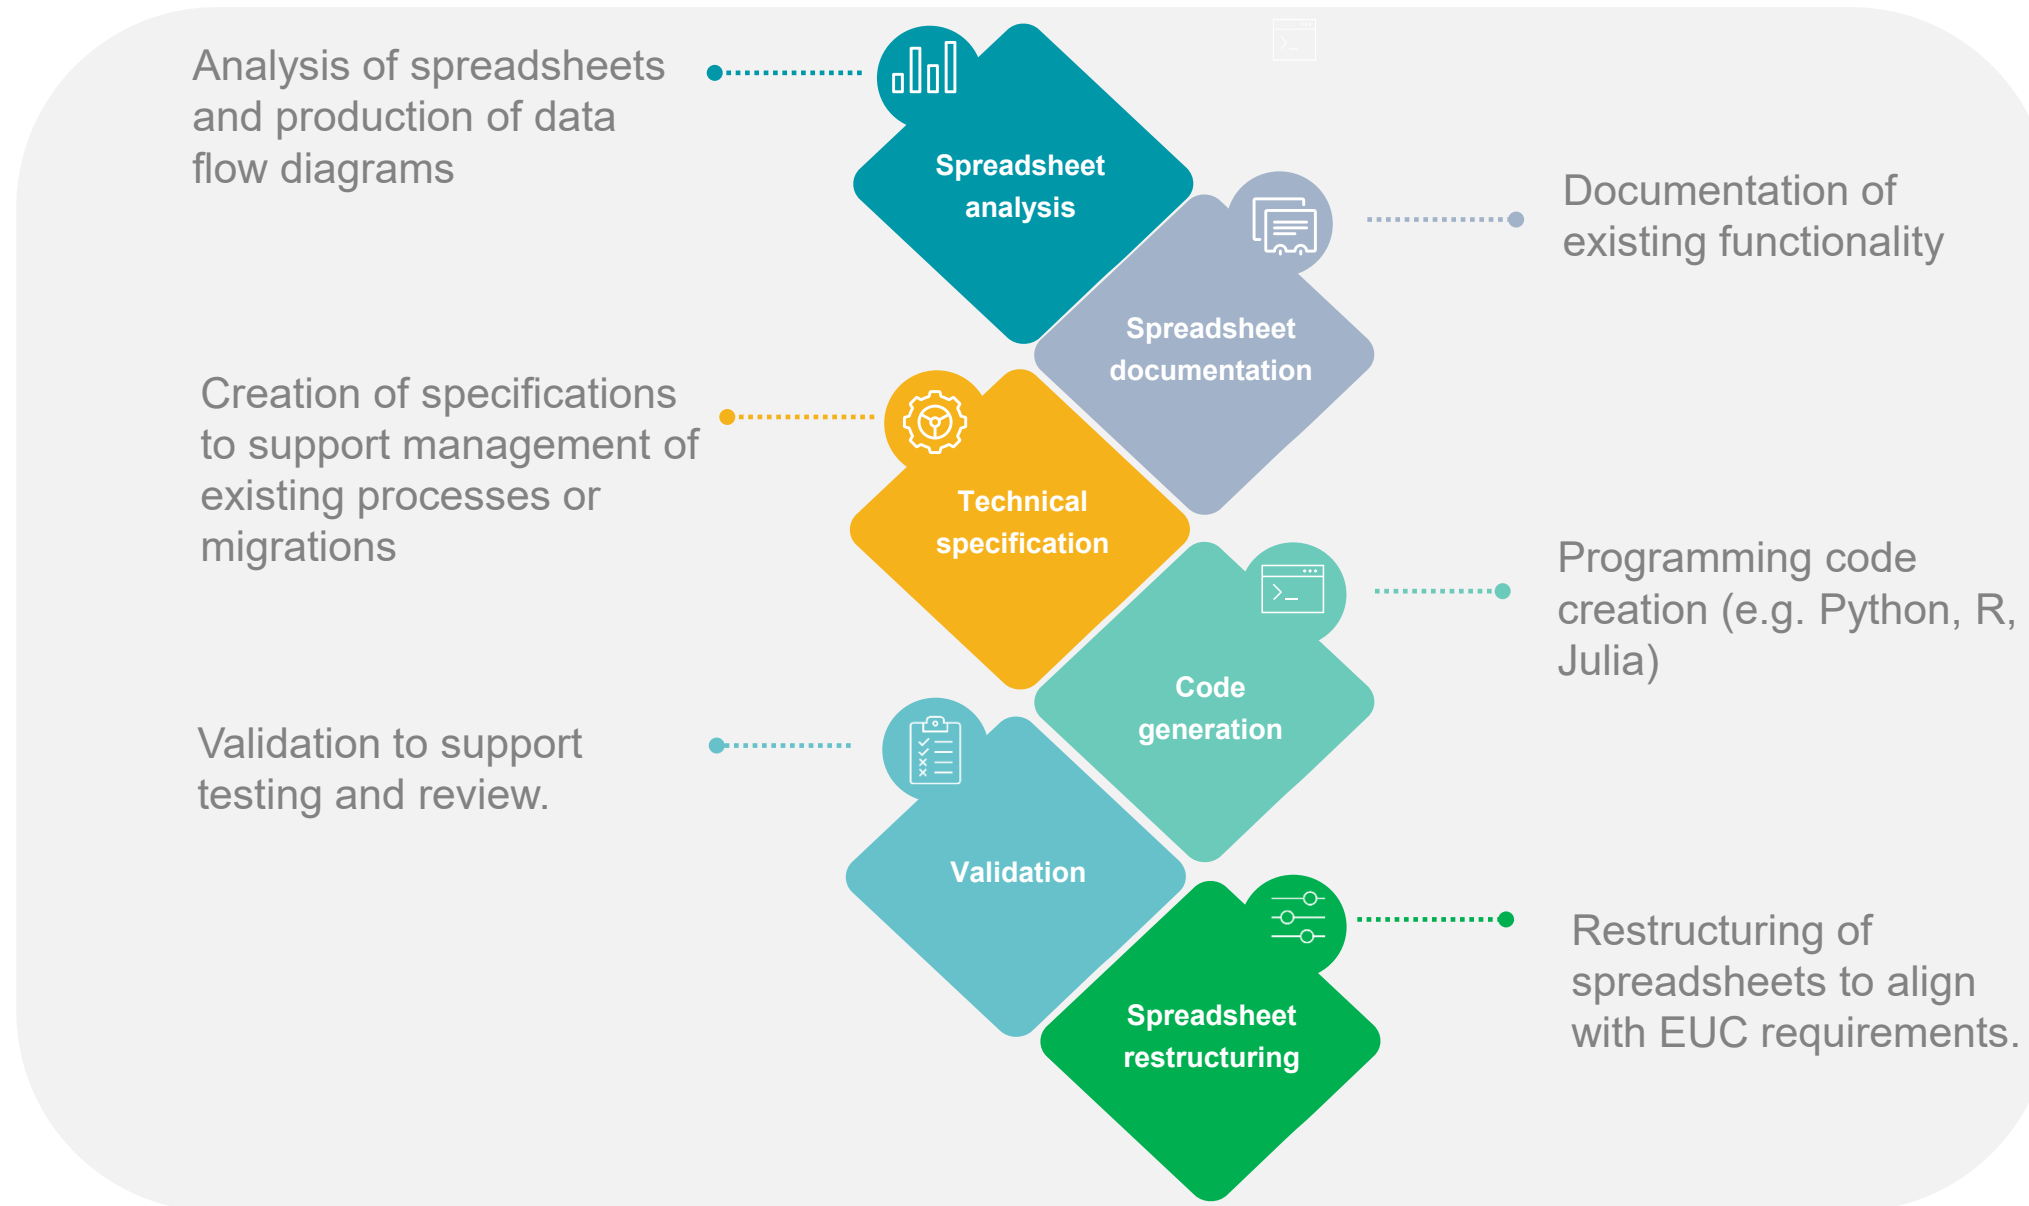 Analysis of spreadsheets
and production of data
flow diagrams
Spreadsheet
analysis
Documentation of
existing functionality
Spreadsheet
documentation
Creation of specifications
to support management of
existing processes or
migrations
Technical
specification
Programming code
creation (e.g. Python, R,
Julia)
Code
generation
Validation to support
testing and review.
Validation
Restructuring of
spreadsheets to align
with EUC requirements.
Spreadsheet
restructuring